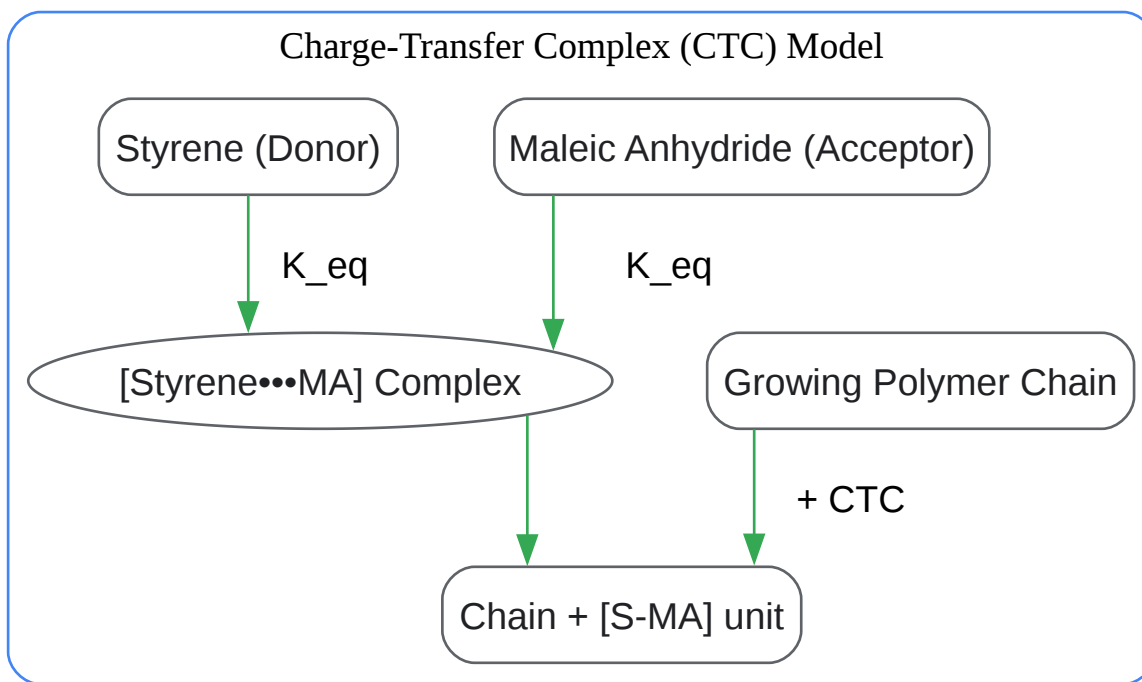 Charge-Transfer Complex (CTC) Model
Styrene (Donor)
Maleic Anhydride (Acceptor)
K_eq
K_eq
[Styrene•••MA] Complex
Growing Polymer Chain
+ CTC
Chain + [S-MA] unit